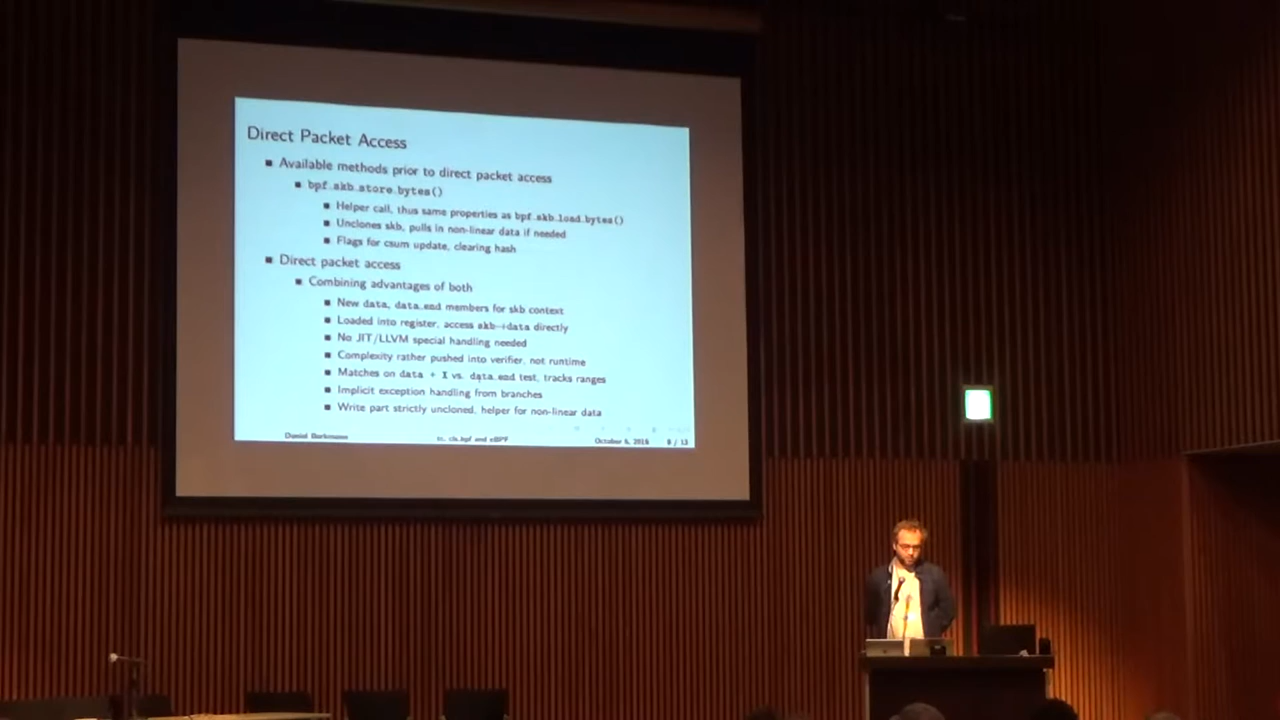 Direct Packet Access
Available methods prior to direct packet access
bpf_skb_store_bytes()
Helper call, thus same properties as bpf_skb_load_bytes()
Unclones skb, pulls in non-linear data if needed
Flags for csum update, clearing hash
Direct packet access
Combining advantages of both
New data, data_end members for skb context
Loaded into register, access skb→data directly
No JIT/LLVM special handling needed
Complexity rather pushed into verifier, not runtime
Matches on data + X vs. data_end test, tracks ranges
Implicit exception handling from branches
Write part strictly uncloned, helper for non-linear data
Daniel Borkmann tc, cls_bpf and eBPF October 6, 2016 / 13